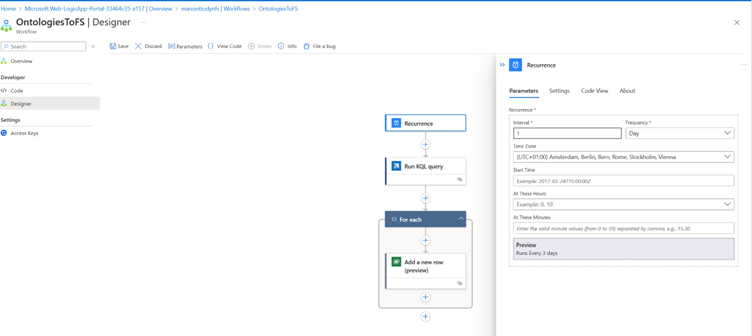 Home > Microsoft.Web-LogicApp-Portal-33464c35-a157 | Overview > manonttodynfs | Workflows > OntologiesToFS
OntologiesToFS | Designer ...
Workflow
Search
Save Discard Parameters View Code Errors Info File a bug
Overview
Developer
Code
Designer
Settings
Access Keys
Recurrence
Run KQL query
For each
Add a new row
(preview)
Recurrence
Parameters Settings Code View About
Recurrence *
Interval * Frequency *
1 Day
Time Zone
(UTC+01:00) Amsterdam, Berlin, Bern, Rome, Stockholm, Vienna
Start Time
Example: 2017-03-24T15:00:00Z
At These Hours
Example: 0, 10
At These Minutes
Enter the valid minute values (from 0 to 59) separated by comma, e.g., 15,30
Preview
Runs Every 3 days